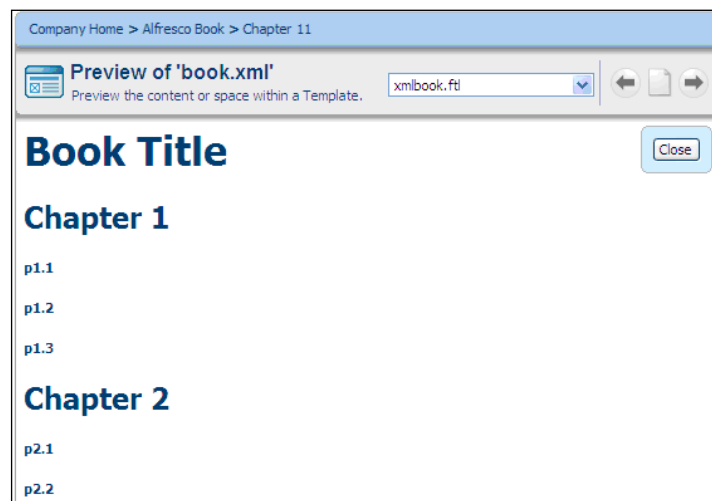 Company Home > Alfresco Book > Chapter 11
Preview of 'book.xml'
Preview the content or space within a Template.
xmlbook.ftl
Close
Book Title
Chapter 1
p1.1
p1.2
p1.3
Chapter 2
p2.1
p2.2